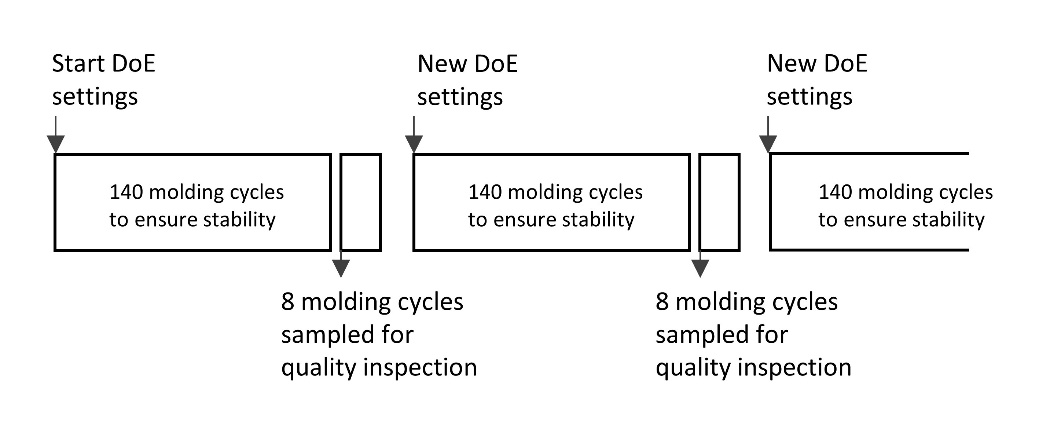 Start DoE
settings
New DoE
settings
New DoE
settings
140 molding cycles
to ensure stability
140 molding cycles
to ensure stability
140 molding cycles
to ensure stability
8 molding cycles
sampled for
quality inspection
8 molding cycles
sampled for
quality inspection